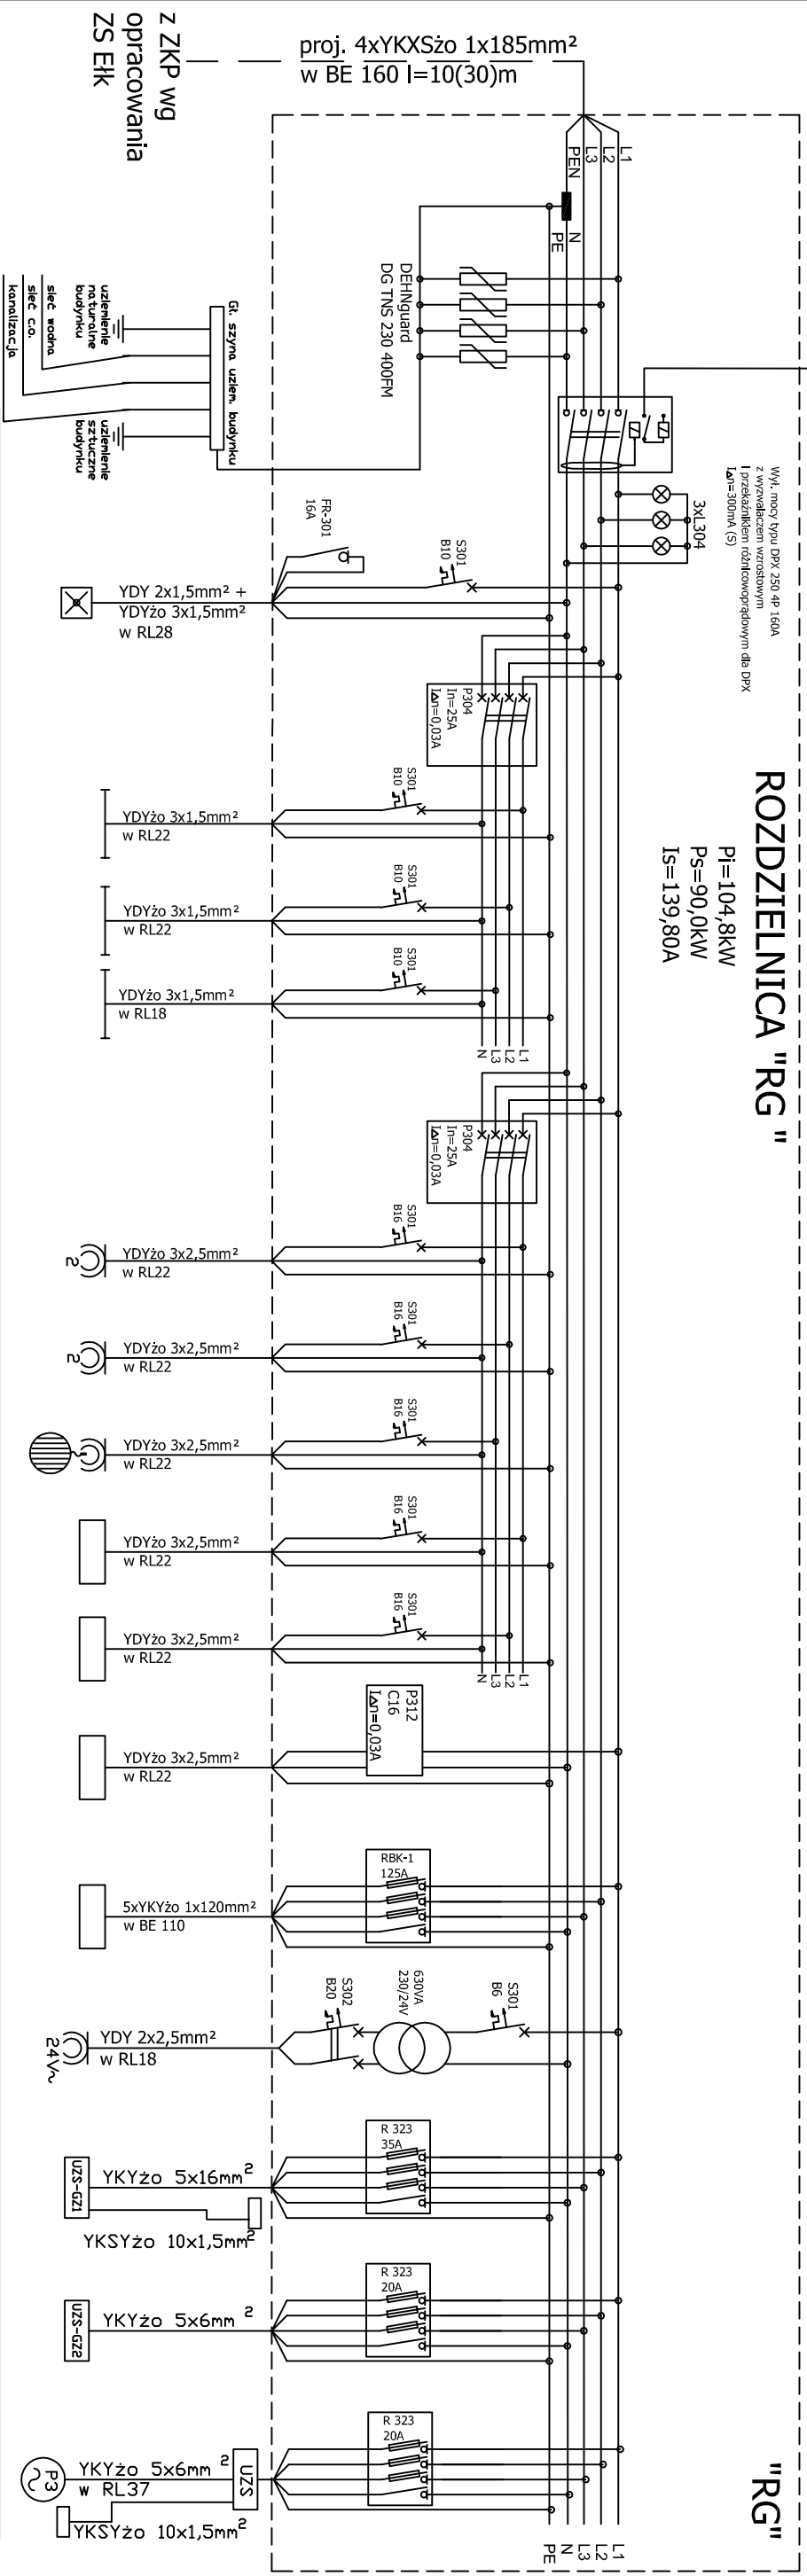 z ZKP wg
opracowania
ZS Ełk
proj. 4xYKXSżo 1x185mm²
w BE 160 l=10(30)m
L1
L2
L3
PEN
N
PE
DEHNguard
DG TNS 230 400FM
Gł. szyna uziem. budynku
uziemienie
naturalne
budynku
sieć wodna
sieć c.o.
kanalizacja
uziemienie
sztuczne
budynku
Wył. mocy typu DPX 250 4P 160A
z wyzwalaczem wzrostowym
i przekaźnikiem różnicowoprądowym dla DPX
I∆n=300mA (S)
3xL304
ROZDZIELNICA "RG "
Pi=104,8kW
Ps=90,0kW
Is=139,80A
FR-301
16A
S301
B10
YDY 2x1,5mm² +
YDYżo 3x1,5mm²
w RL28
P304
In=25A
I∆n=0,03A
S301
B10
YDYżo 3x1,5mm²
w RL22
S301
B10
YDYżo 3x1,5mm²
w RL22
S301
B10
YDYżo 3x1,5mm²
w RL18
L1
L2
L3
N
P304
In=25A
I∆n=0,03A
S301
B16
YDYżo 3x2,5mm²
w RL22
2
S301
B16
YDYżo 3x2,5mm²
w RL22
2
S301
B16
YDYżo 3x2,5mm²
w RL22
S301
B16
YDYżo 3x2,5mm²
w RL22
S301
B16
YDYżo 3x2,5mm²
w RL22
L1
L2
L3
N
P312
C16
I∆n=0,03A
YDYżo 3x2,5mm²
w RL22
RBK-1
125A
5xYKYżo 1x120mm²
w BE 110
S301
B6
630VA
230/24V
S302
B20
YDY 2x2,5mm²
w RL18
24V~
R 323
35A
YKYżo 5x16mm²
UZS-GZ1
YKSYżo 10x1,5mm²
R 323
20A
YKYżo 5x6mm ²
UZS-GZ2
R 323
20A
UZS
YKYżo 5x6mm ²
w RL37
P3
YKSYżo 10x1,5mm²
"RG"
L1
L2
L3
N
PE